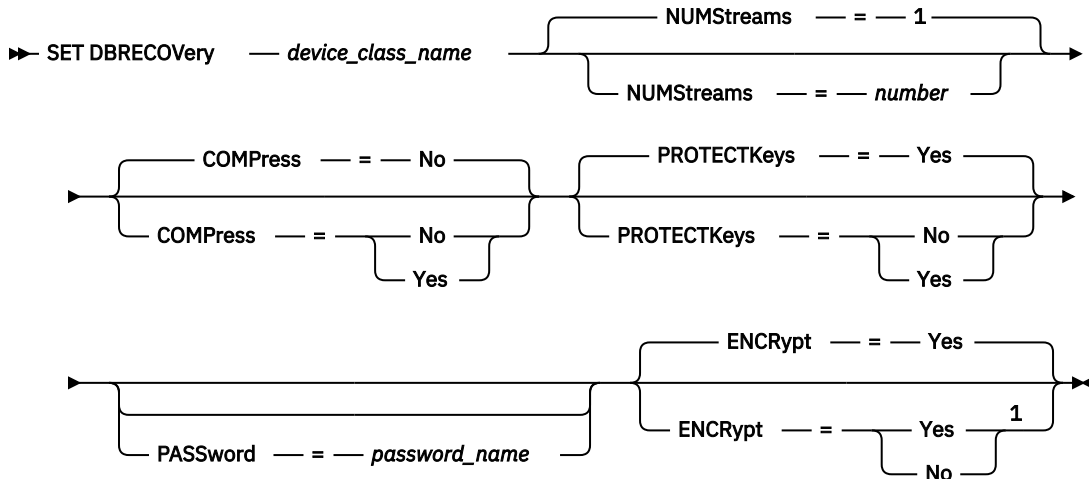 NUMStreams = 1
SET DBRECOVery device_class_name
NUMStreams = number
COMPress = No PROTECTKeys = Yes
COMPress = No PROTECTKeys = No
Yes Yes
ENCRypt = Yes
ENCRypt = Yes 1
PASSword = password_name
No